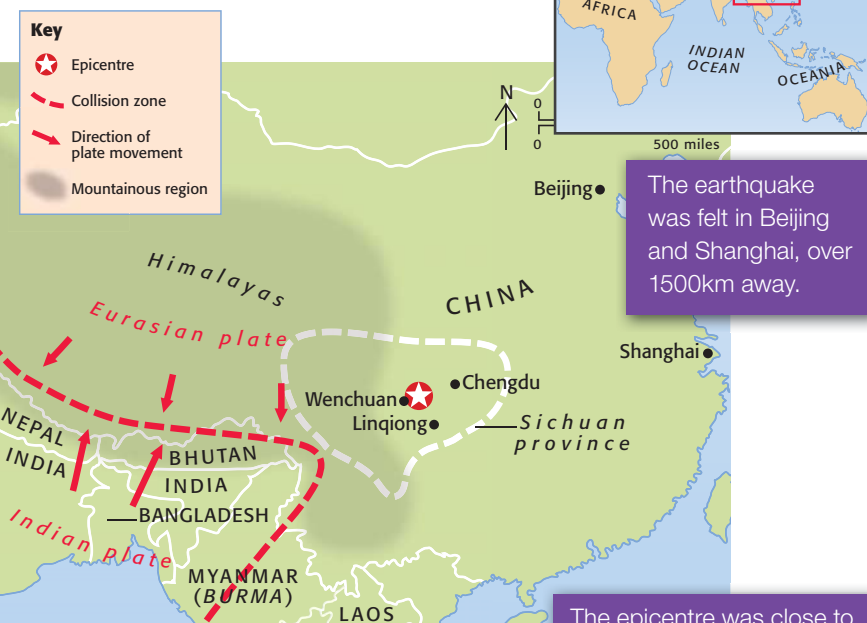 Key
Epicentre
Collision zone
Direction of
plate movement
Mountainous region
AFRICA
INDIAN
OCEAN
OCEANIA
N
0
0
500 miles
Beijing
The earthquake
was felt in Beijing
and Shanghai, over
1500km away.
Himalayas
CHINA
Eurasian plate
Shanghai
Chengdu
Wenchuan
Linqiong
Sichuan
province
NEPAL
INDIA
BHUTAN
INDIA
BANGLADESH
Indian plate
MYANMAR
(BURMA)
LAOS
The epicentre was close to